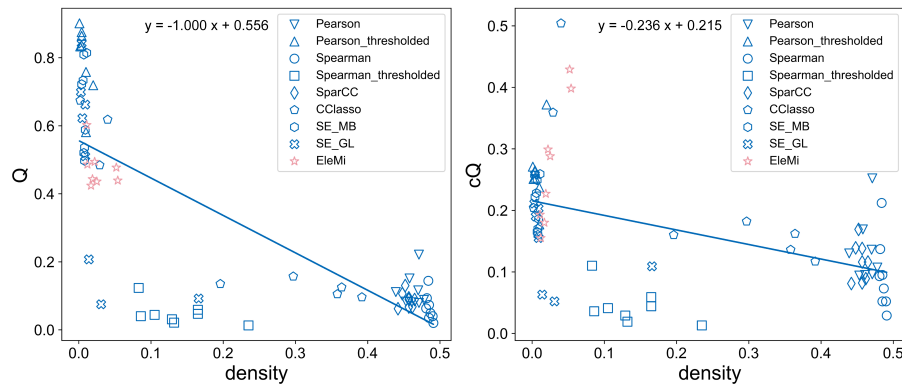 y = -1.000 x + 0.556
Pearson
Pearson_thresholded
Spearman
Spearman_thresholded
SparCC
CClasso
SE_MB
SE_GL
EleMi
0.8
0.6
0.4
0.2
0.0
Q
0.0 0.1 0.2 0.3 0.4 0.5
density
y = -0.236 x + 0.215
Pearson
Pearson_thresholded
Spearman
Spearman_thresholded
SparCC
CClasso
SE_MB
SE_GL
EleMi
0.5
0.4
0.3
0.2
0.1
0.0
cQ
0.0 0.1 0.2 0.3 0.4 0.5
density